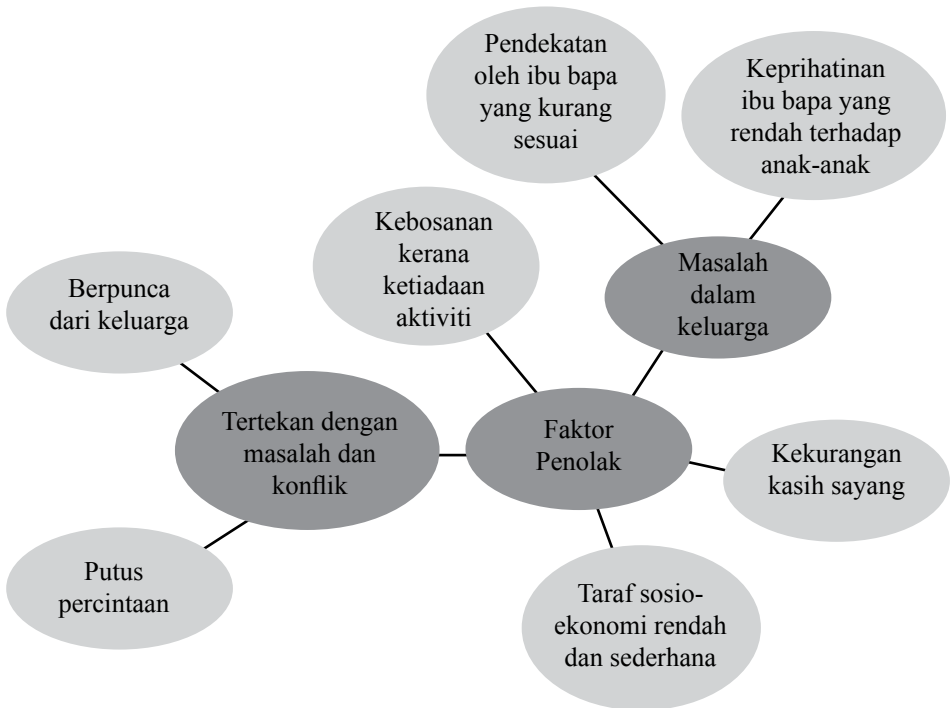 Pendekatan
oleh ibu bapa
yang kurang
sesuai
Keprihatinan
ibu bapa yang
rendah terhadap
anak-anak
Kebosanan
kerana
ketiadaan
aktiviti
Masalah
dalam
keluarga
Berpunca
dari keluarga
Tertekan dengan
masalah dan
konflik
Faktor
Penolak
Kekurangan
kasih sayang
Putus
percintaan
Taraf sosio-
ekonomi rendah
dan sederhana